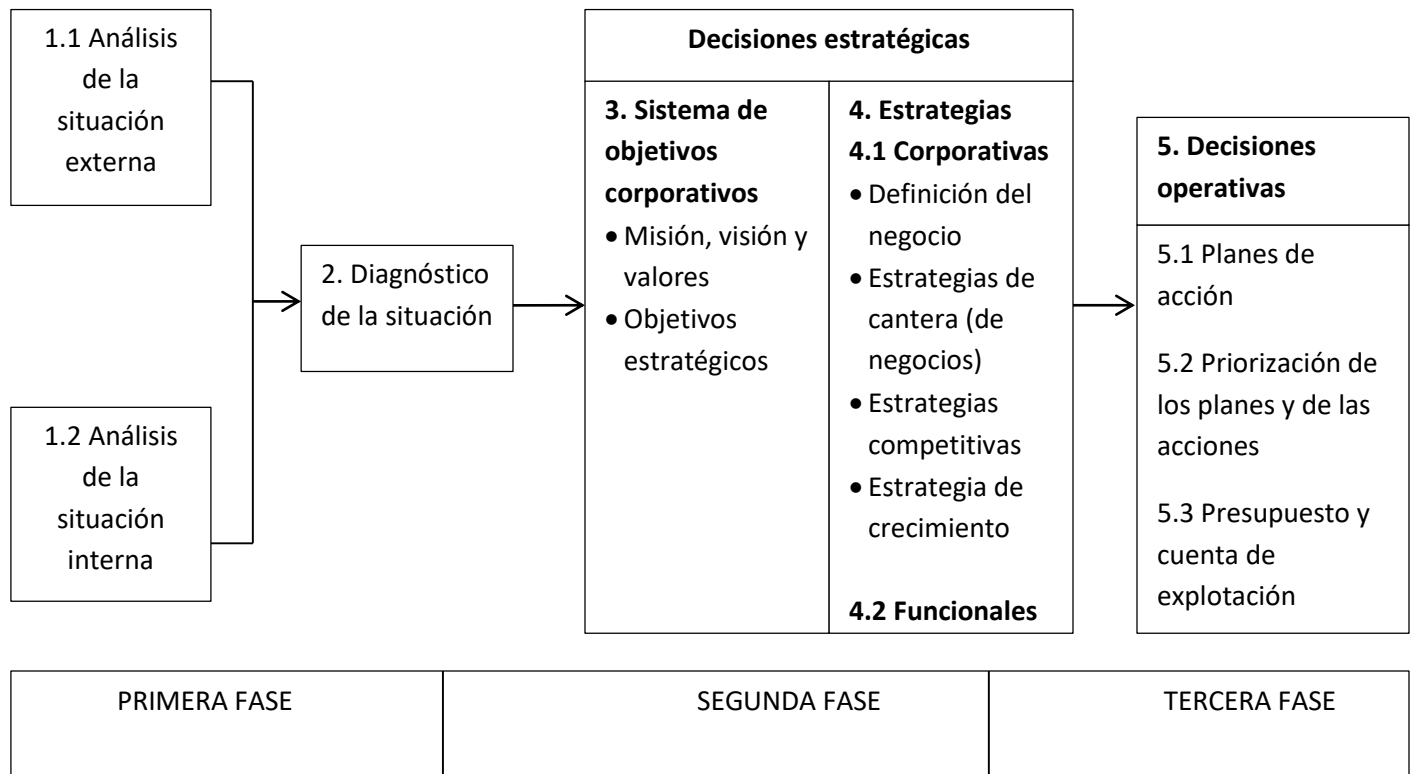 1.1 Análisis
de la
situación
externa
1.2 Análisis
de la
situación
interna
2. Diagnóstico
de la situación
Decisiones estratégicas
3. Sistema de
objetivos
corporativos
• Misión, visión y
valores
• Objetivos
estratégicos
4. Estrategias
4.1 Corporativas
• Definición del
negocio
• Estrategias de
cantera (de
negocios)
• Estrategias
competitivas
• Estrategia de
crecimiento
4.2 Funcionales
5. Decisiones
operativas
5.1 Planes de
acción
5.2 Priorización de
los planes y de las
acciones
5.3 Presupuesto y
cuenta de
explotación
PRIMERA FASE
SEGUNDA FASE
TERCERA FASE